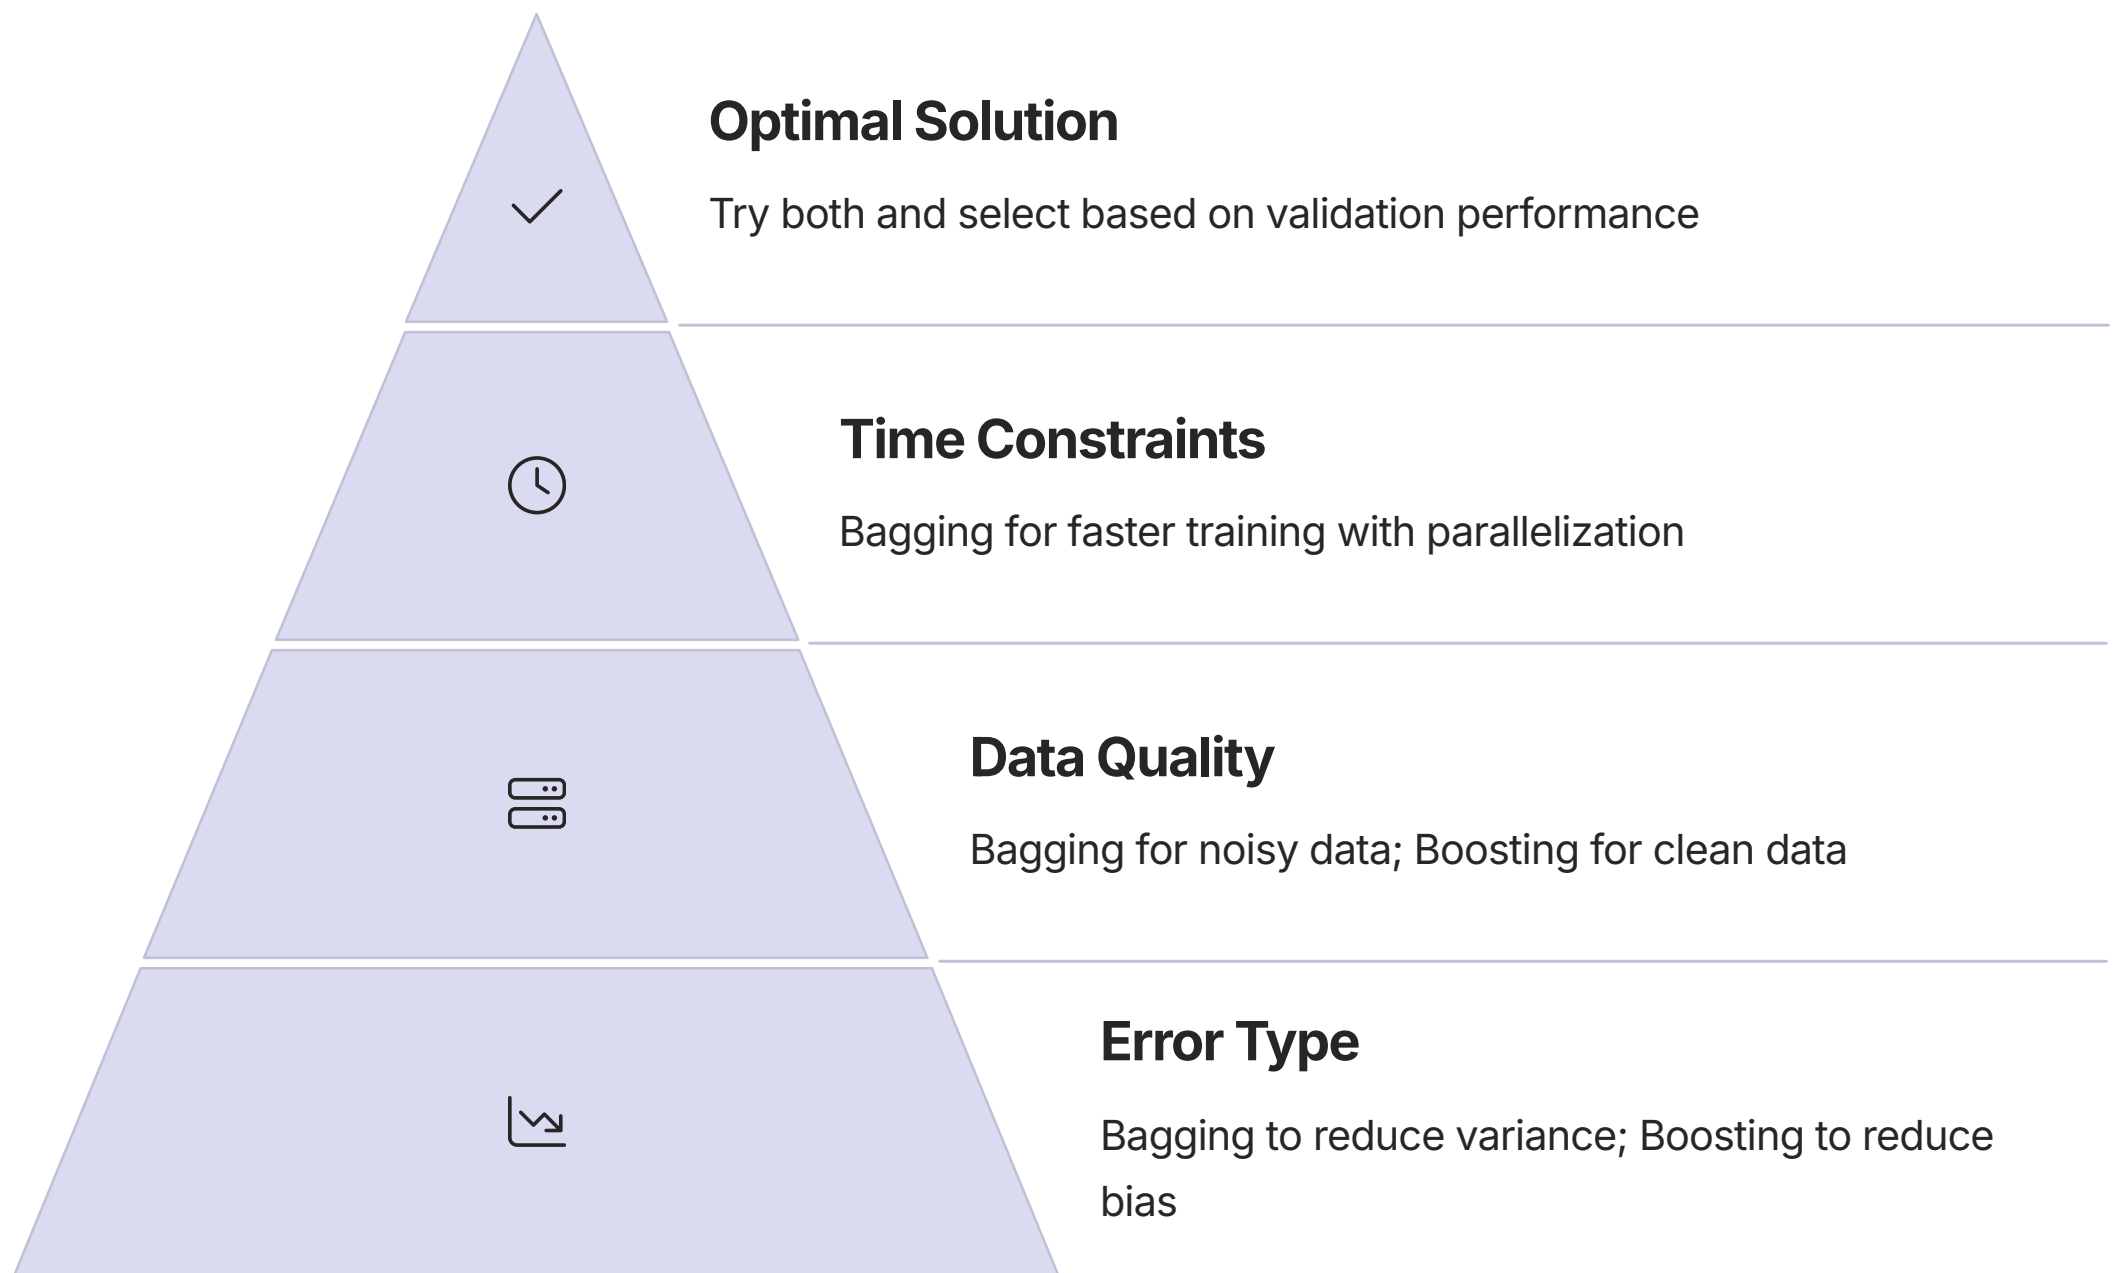 Optimal Solution
Try both and select based on validation performance
Time Constraints
Bagging for faster training with parallelization
Data Quality
Bagging for noisy data; Boosting for clean data
Error Type
Bagging to reduce variance; Boosting to reduce
bias